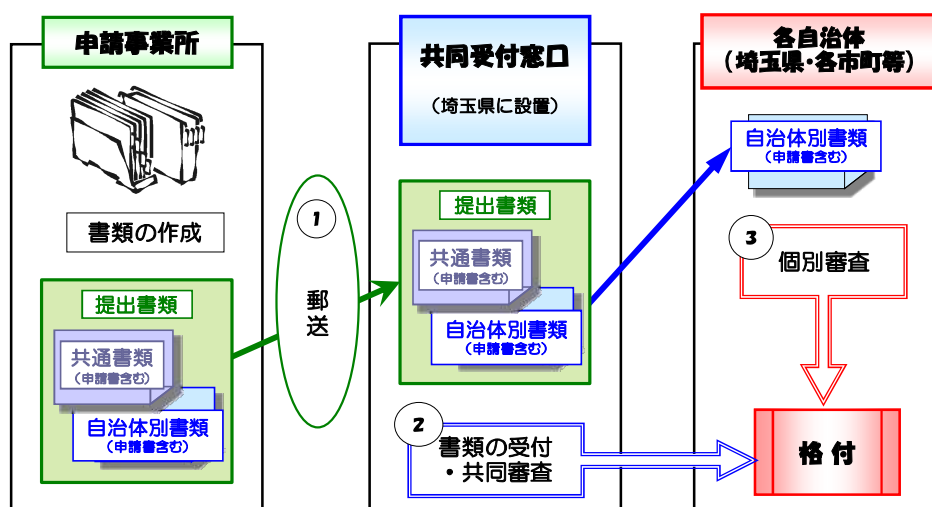 申請事業所
書類の作成
提出書類
共通書類
(申請書含む)
自治体別書類
(申請書含む)
1
郵送
共同受付窓口
(埼玉県に設置)
提出書類
共通書類
(申請書含む)
自治体別書類
(申請書含む)
2
書類の受付
・共同審査
各自治体
(埼玉県・各市町等)
自治体別書類
(申請書含む)
3
個別審査
格付